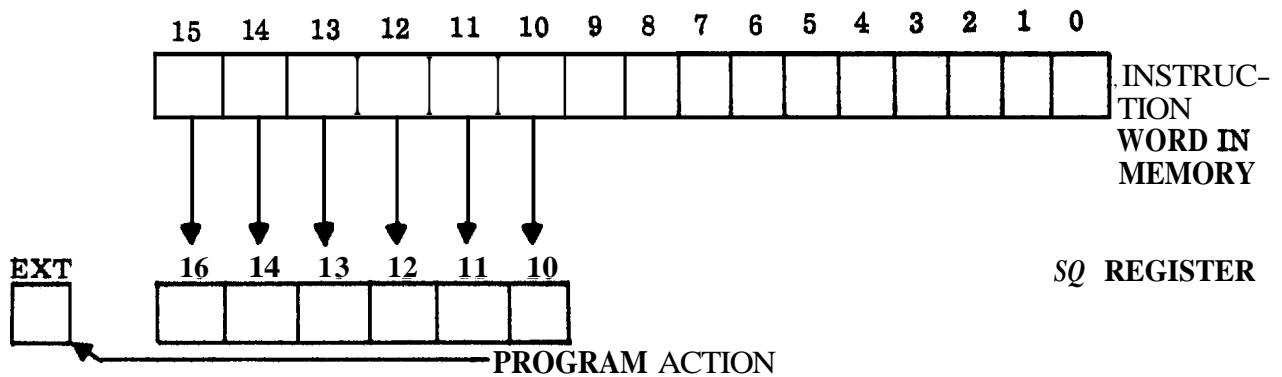 15 14 13 12 11 10 9 8 7 6 5 4 3 2 1 0
INSTRUC-
TION
WORD IN
MEMORY
EXT 16 14 13 12 11 10 SQ REGISTER
PROGRAM ACTION